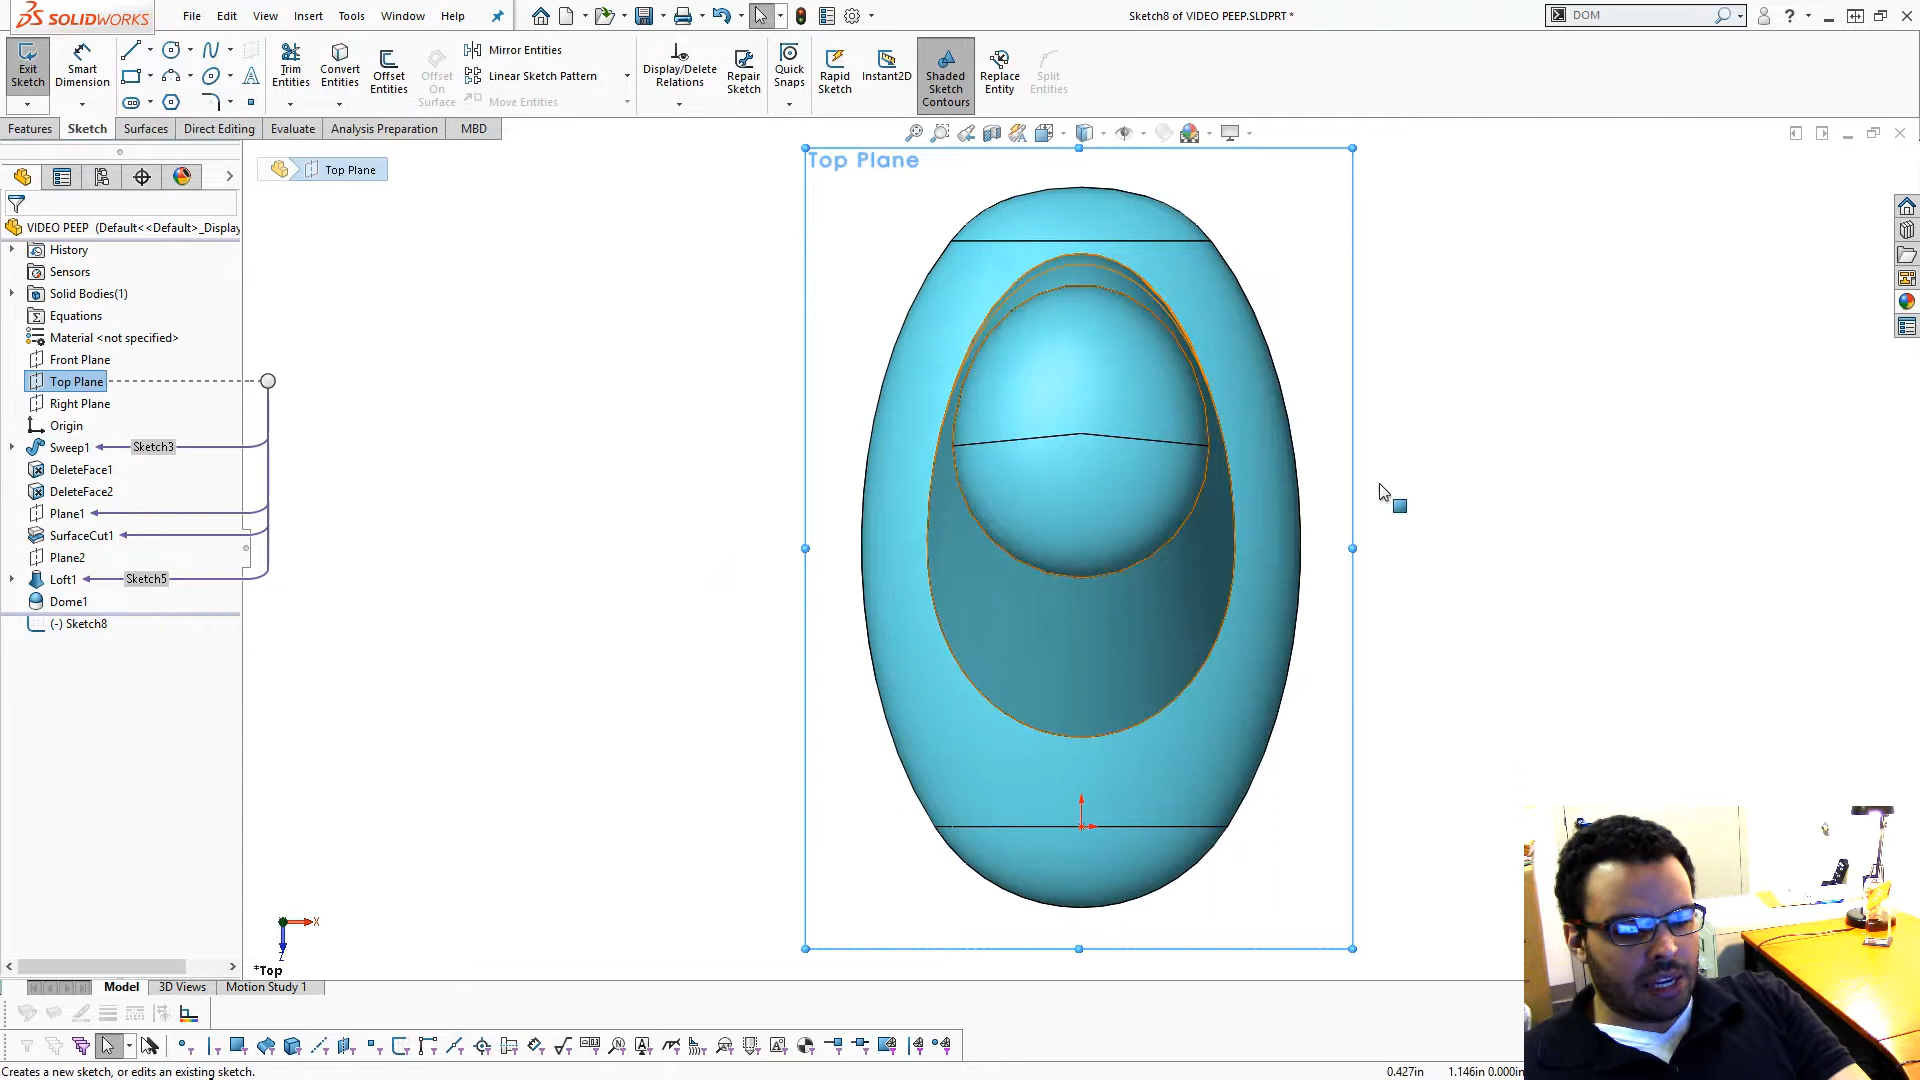 SOLIDWORKS
File Edit View Insert Tools Window Help
Sketch8 of VIDEO PEEP.SLDPRT *
DOM
Exit Sketch
Smart Dimension
Trim Entities
Convert Entities
Offset Entities
Offset On Surface
Mirror Entities
Linear Sketch Pattern
Move Entities
Display/Delete Relations
Repair Sketch
Quick Snaps
Rapid Sketch
Instant2D
Shaded Sketch Contours
Replace Entity
Split Entities
Features Sketch Surfaces Direct Editing Evaluate Analysis Preparation MBD
Top Plane
Top Plane
VIDEO PEEP (Default<<Default>_Display
History
Sensors
Solid Bodies(1)
Equations
Material <not specified>
Front Plane
Top Plane
Right Plane
Origin
Sweep1 Sketch3
DeleteFace1
DeleteFace2
Plane1
SurfaceCut1
Plane2
Loft1 Sketch5
Dome1
(-) Sketch8
X
Z
*Top
Model 3D Views Motion Study 1
Creates a new sketch, or edits an existing sketch.
0.427in 1.146in 0.000in